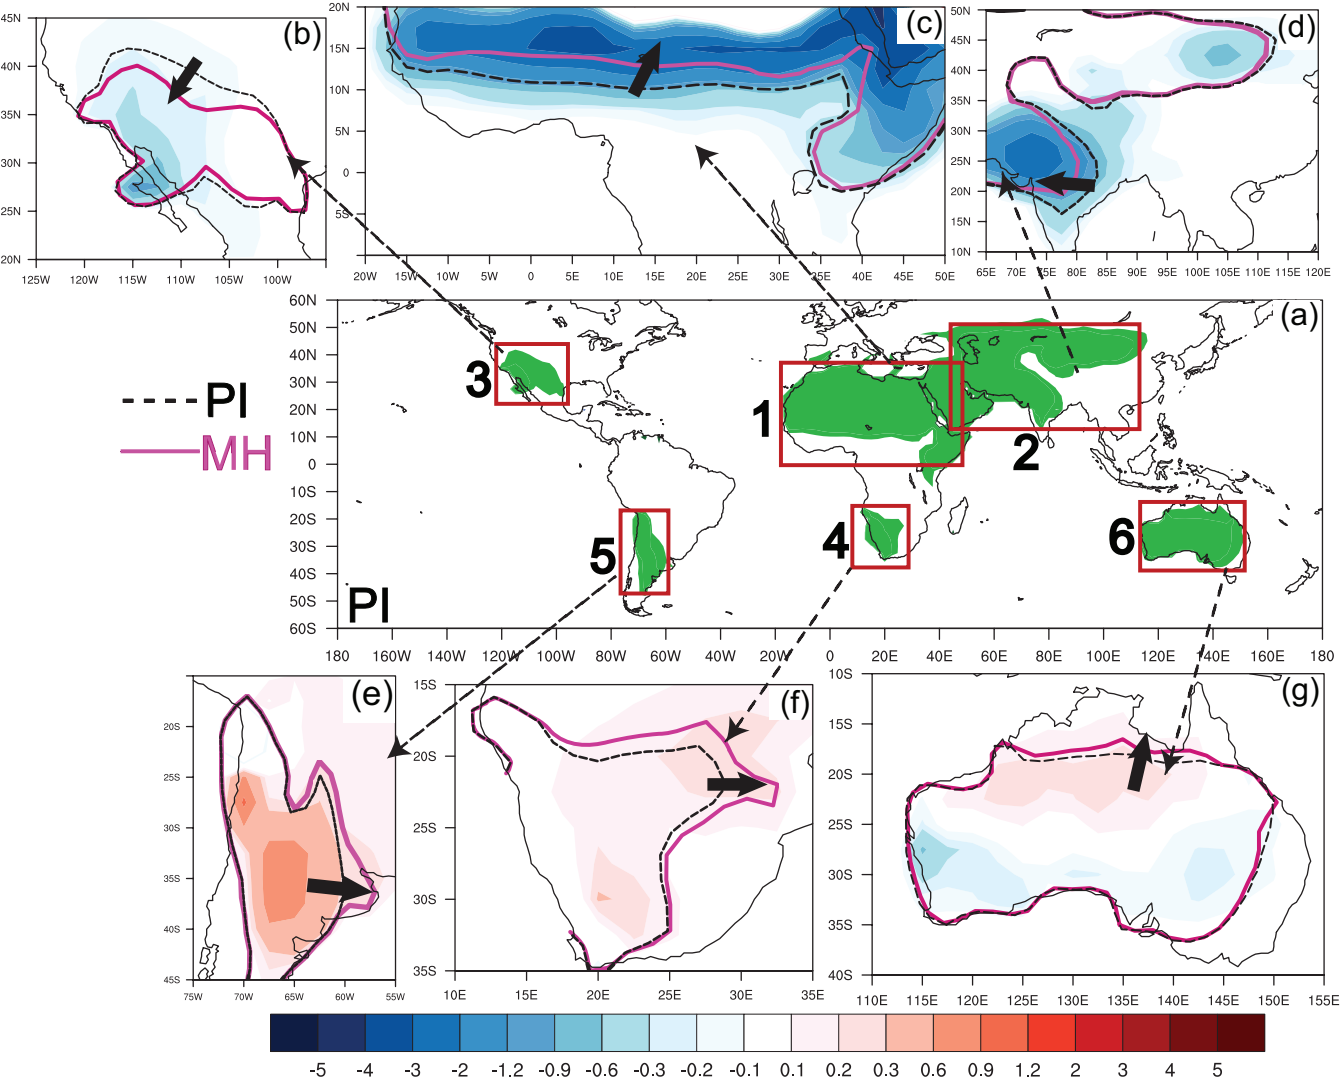 (b)
45N
40N
35N
30N
25N
20N
125W 120W 115W 110W 105W 100W
(c)
20N
15N
10N
5N
0
5S
20W 15W 10W 5W 0 5E 10E 15E 20E 25E 30E 35E 40E 45E 50E
(d)
50N
45N
40N
35N
30N
25N
20N
15N
10N
65E 70E 75E 80E 85E 90E 95E 100E 105E 110E 115E 120E
PI
MH
(a)
60N
50N
40N
30N
20N
10N
0
10S
20S
30S
40S
50S
60S
3
1
2
5
4
6
PI
180 160W 140W 120W 100W 80W 60W 40W 20W 0 20E 40E 60E 80E 100E 120E 140E 160E 180
(e)
20S
25S
30S
35S
40S
45S
75W 70W 65W 60W 55W
(f)
15S
20S
25S
30S
35S
10E 15E 20E 25E 30E 35E
(g)
10S
15S
20S
25S
30S
35S
40S
110E 115E 120E 125E 130E 135E 140E 145E 150E 155E
-5 -4 -3 -2 -1.2 -0.9 -0.6 -0.3 -0.2 -0.1 0.1 0.2 0.3 0.6 0.9 1.2 2 3 4 5